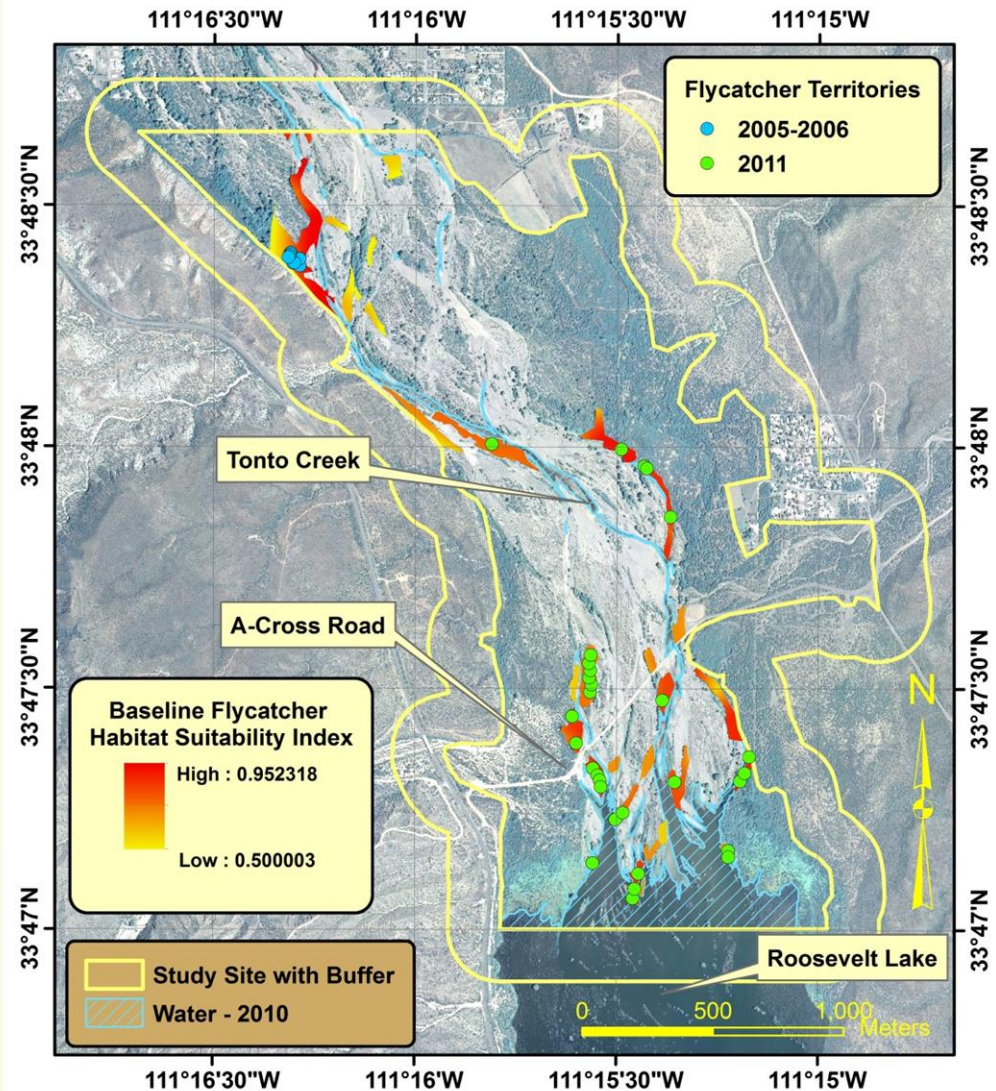 111°16'30"W 111°16'W 111°15'30"W 111°15'W
Flycatcher Territories
2005-2006
2011
33°48'30"N
33°48'30"N
33°48'N
33°48'N
Tonto Creek
A-Cross Road
33°47'30"N
33°47'30"N
N
Baseline Flycatcher
Habitat Suitability Index
High : 0.952318
Low : 0.500003
33°47'N
33°47'N
Roosevelt Lake
Study Site with Buffer
Water - 2010
0 500 1,000
Meters
111°16'30"W 111°16'W 111°15'30"W 111°15'W